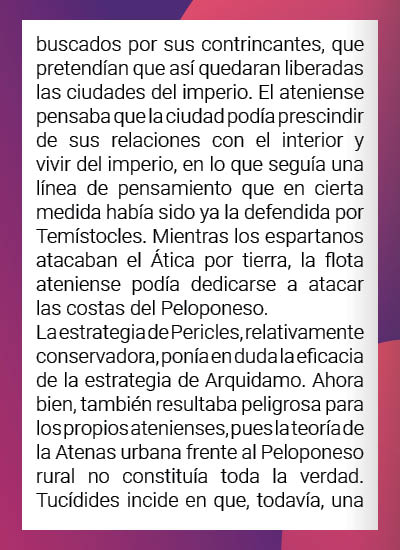 buscados por sus contrincantes, que
pretendían que así quedaran liberadas
las ciudades del imperio. El ateniense
pensaba que la ciudad podía prescindir
de sus relaciones con el interior y
vivir del imperio, en lo que seguía una
línea de pensamiento que en cierta
medida había sido ya la defendida por
Temístocles. Mientras los espartanos
atacaban el Ática por tierra, la flota
ateniense podía dedicarse a atacar
las costas del Peloponeso.
La estrategia de Pericles, relativamente
conservadora, ponía en duda la eficacia
de la estrategia de Arquidamo. Ahora
bien, también resultaba peligrosa para
los propios atenienses, pues la teoría de
la Atenas urbana frente al Peloponeso
rural no constituía toda la verdad.
Tucídides incide en que, todavía, una